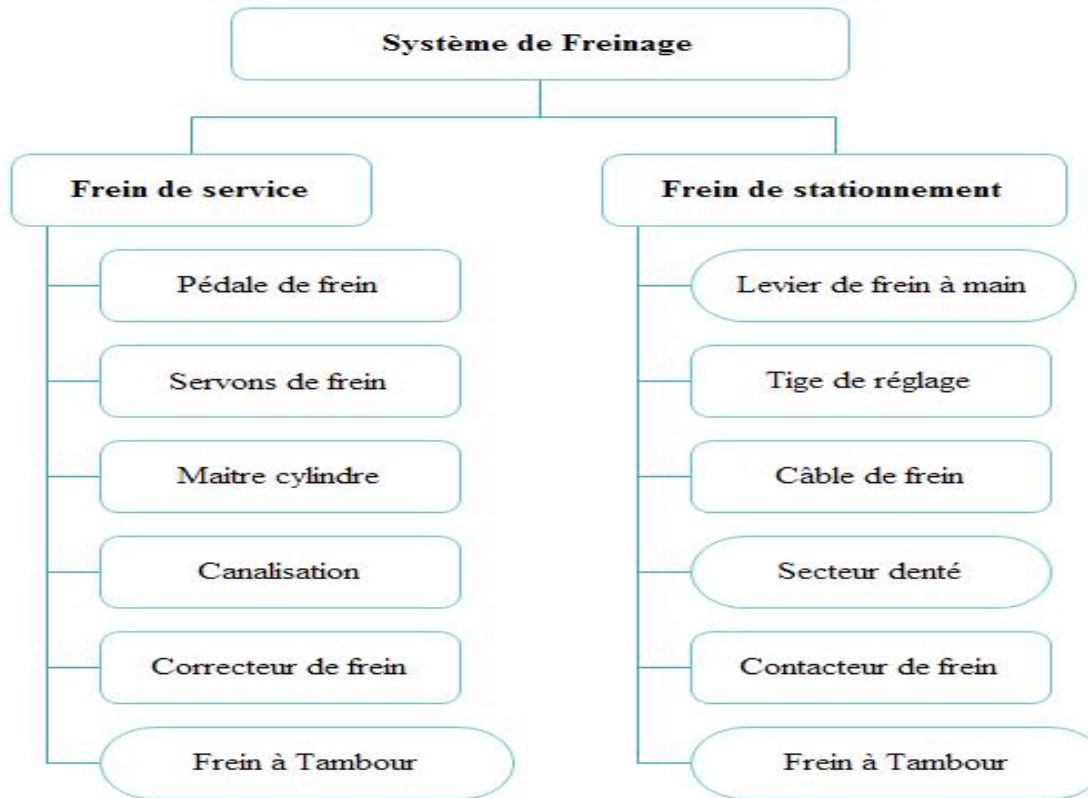 Système de Freinage
Frein de service
Pédale de frein
Servons de frein
Maitre cylindre
Canalisation
Correcteur de frein
Frein à Tambour
Frein de stationnement
Levier de frein à main
Tige de réglage
Câble de frein
Secteur denté
Contacteur de frein
Frein à Tambour